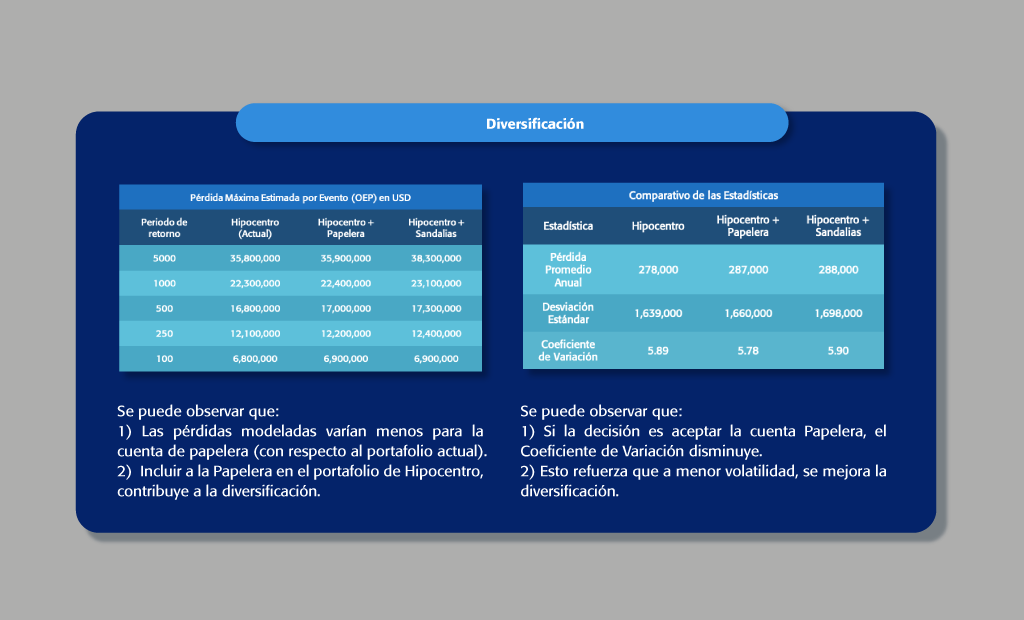 Diversificación
Pérdida Máxima Estimada por Evento (OEP) en USD
Periodo de retorno | Hipocentro (Actual) | Hipocentro + Papelera | Hipocentro + Sandalias
5000 | 35,800,000 | 35,900,000 | 38,300,000
1000 | 22,300,000 | 22,400,000 | 23,100,000
500 | 16,800,000 | 17,000,000 | 17,300,000
250 | 12,100,000 | 12,200,000 | 12,400,000
100 | 6,800,000 | 6,900,000 | 6,900,000
Se puede observar que:
1) Las pérdidas modeladas varían menos para la
cuenta de papelera (con respecto al portafolio actual).
2) Incluir a la Papelera en el portafolio de Hipocentro,
contribuye a la diversificación.
Comparativo de las Estadísticas
Estadística | Hipocentro | Hipocentro + Papelera | Hipocentro + Sandalias
Pérdida Promedio Anual | 278,000 | 287,000 | 288,000
Desviación Estándar | 1,639,000 | 1,660,000 | 1,698,000
Coeficiente de Variación | 5.89 | 5.78 | 5.90
Se puede observar que:
1) Si la decisión es aceptar la cuenta Papelera, el
Coeficiente de Variación disminuye.
2) Esto refuerza que a menor volatilidad, se mejora la
diversificación.